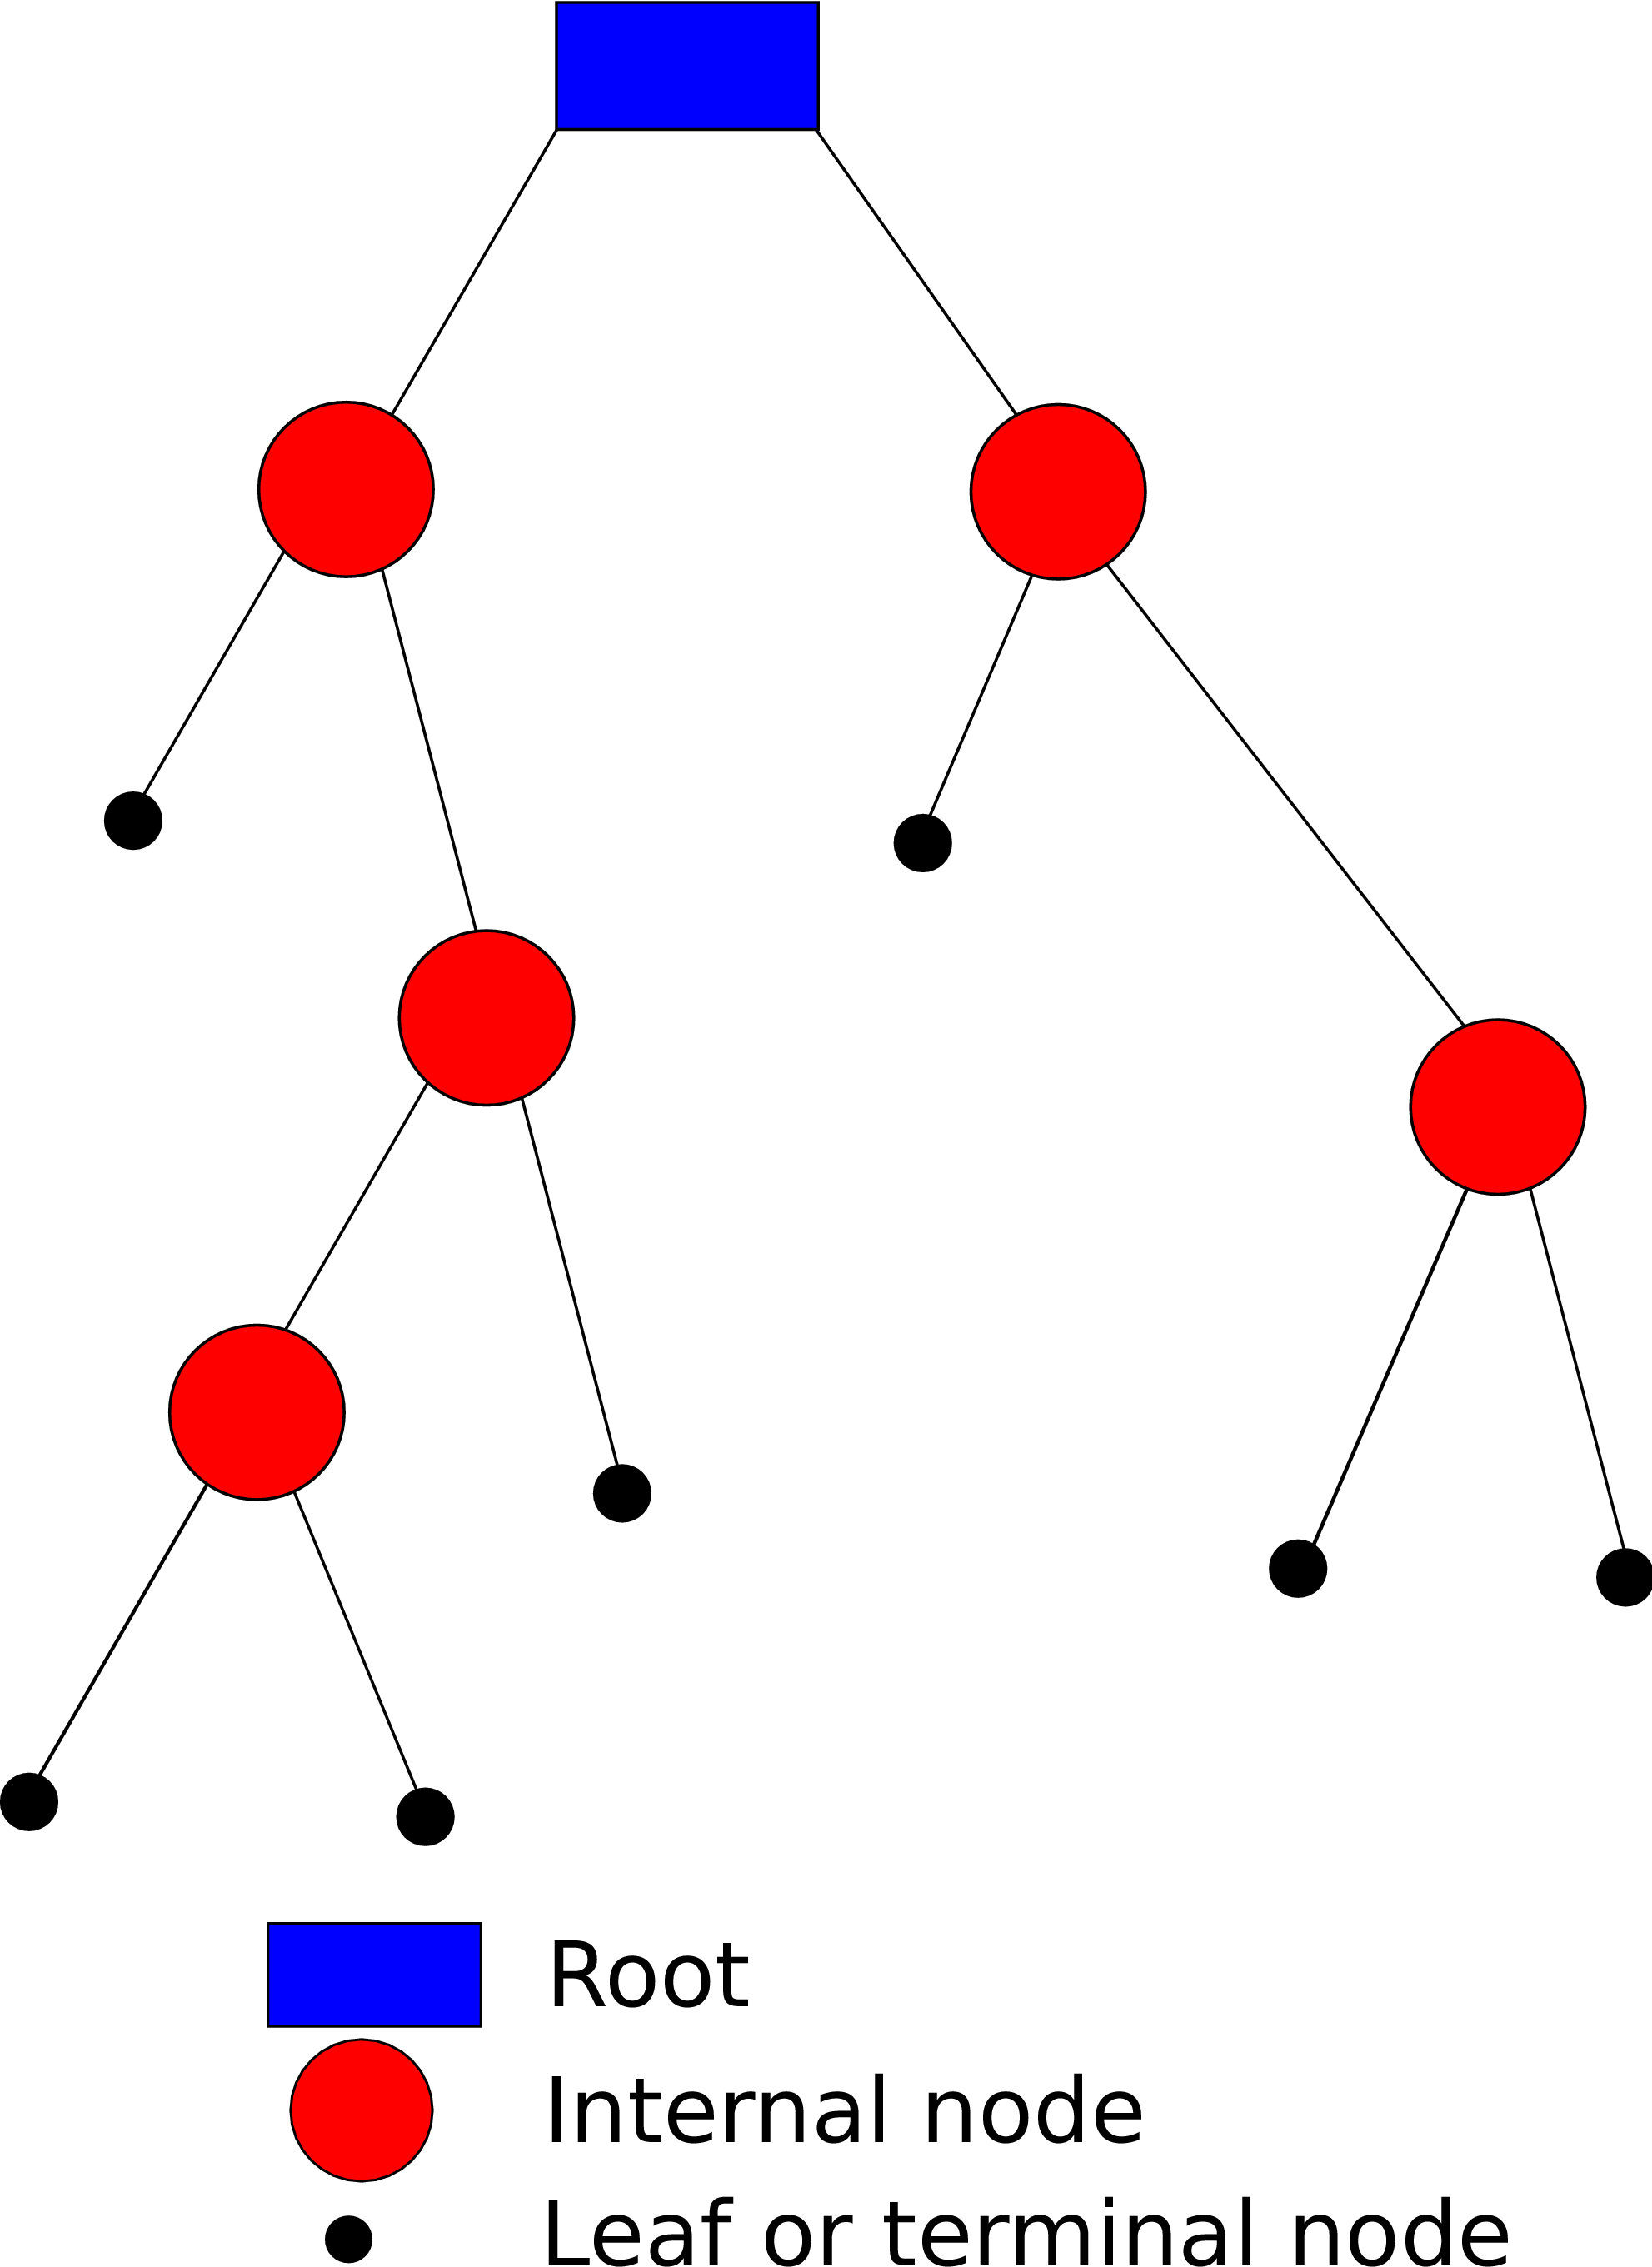 Root
Internal node
Leaf or terminal node